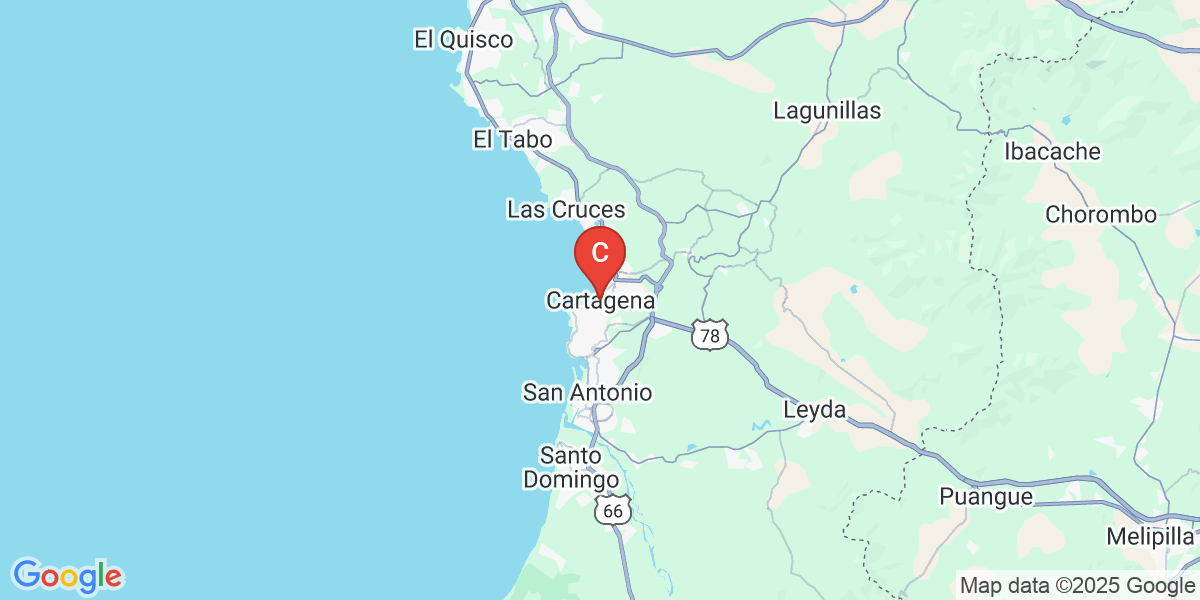 El Quisco
Lagunillas
El Tabo
Ibacache
Las Cruces
Chorombo
C
Cartagena
78
San Antonio
Leyda
Santo
Domingo
Puangue
66
Melipilla
Google
Map data ©2025 Google